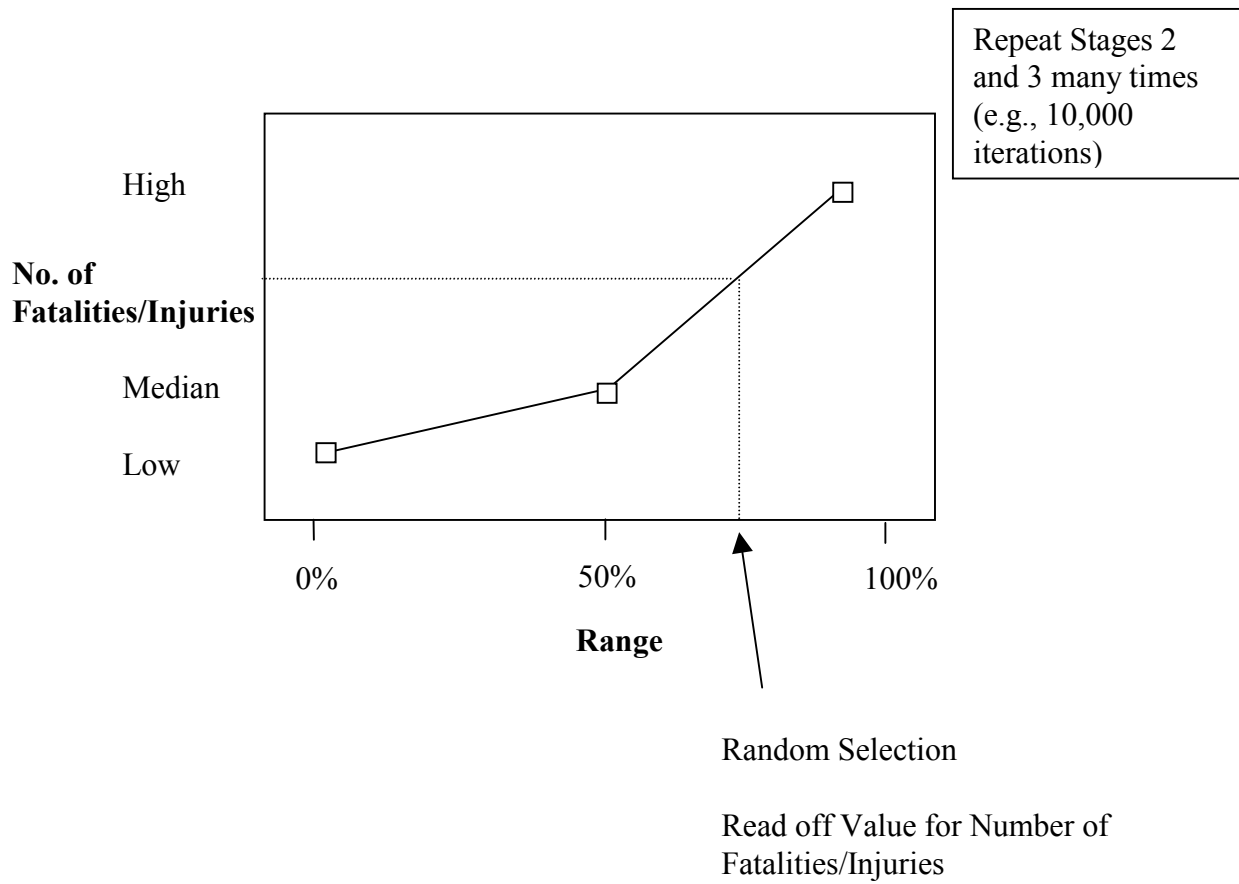 Repeat Stages 2
and 3 many times
(e.g., 10,000
iterations)
High
No. of
Fatalities/Injuries
Median
Low
0%
50%
100%
Range
Random Selection
Read off Value for Number of
Fatalities/Injuries